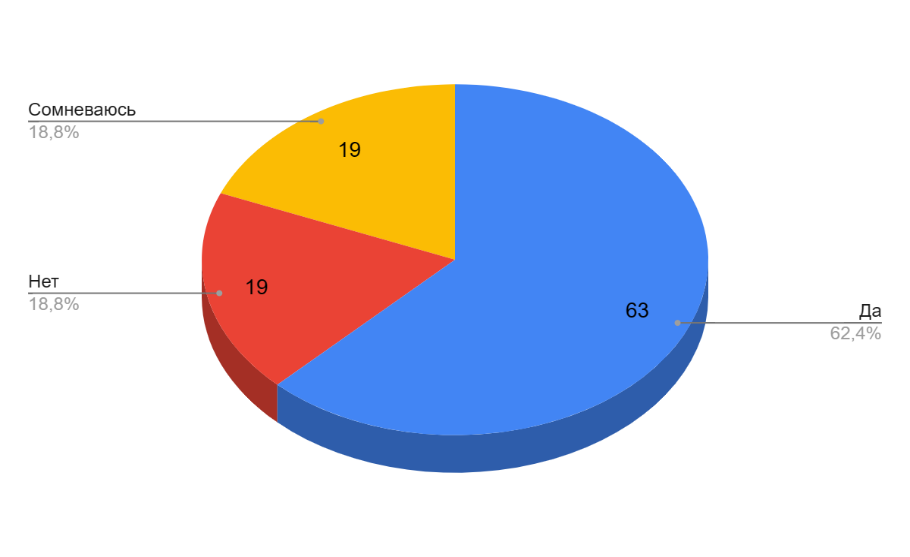 Сомневаюсь
18,8%
19
Нет
18,8%
19
63
Да
62,4%